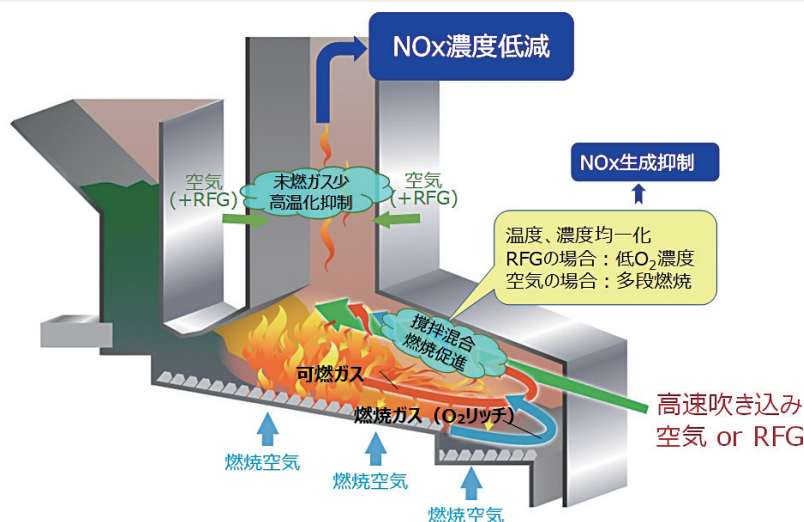 NOx濃度低減
NOx生成抑制
空気
(+RFG)
未燃ガス少
高温化抑制
空気
(+RFG)
温度、濃度均一化
RFGの場合：低O₂濃度
空気の場合：多段燃焼
撹拌混合
燃焼促進
可燃ガス
燃焼ガス（O₂リッチ）
高速吹き込み
空気 or RFG
燃焼空気
燃焼空気
燃焼空気